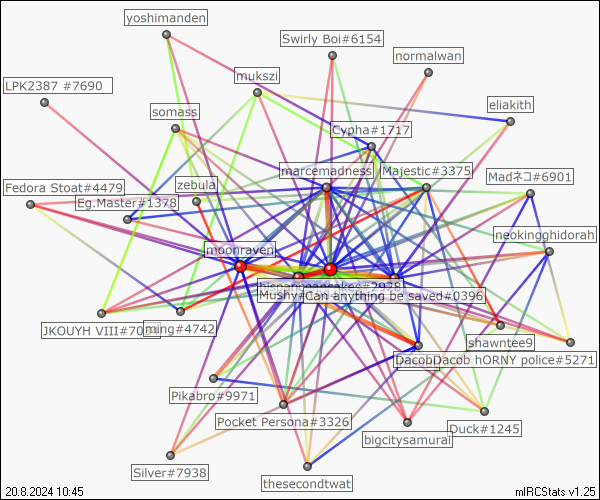 yoshimanden
Swirly Boi#6154
normalwan
mukszi
LPK2387 #7690
eliakith
somass
Cypha#1717
marcemadness
Majestic#3375
Madネコ#6901
zebula
Fedora Stoat#4479
Eg.Master#1378
neokingghidorah
moonraven
Can anything be saved#0396
JKOUYH VIII#70
ming#4742
shawntee9
DacobDacob hORNY police#5271
Pikabro#9971
Pocket Persona#3326
Duck#1245
bigcitysamurai
Silver#7938
thesecondtwat
20.8.2024 10:45
mIRCStats v1.25